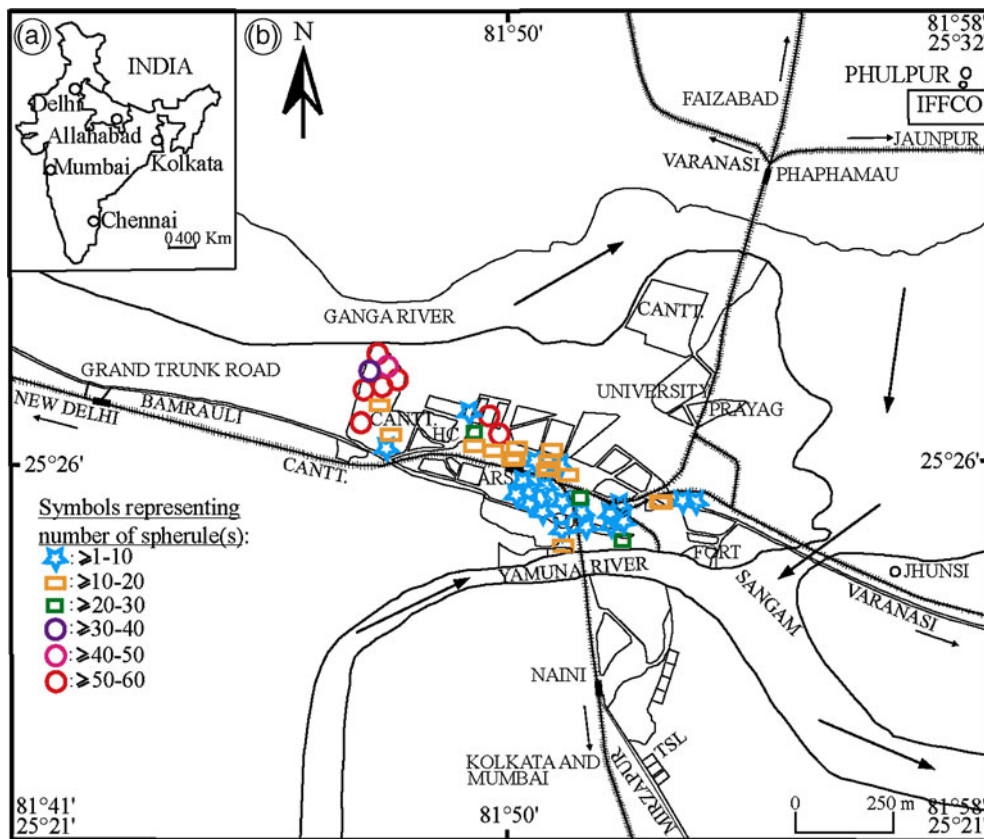 (a)
INDIA
Delhi
Allahabad
Mumbai
Kolkata
Chennai
0 400 Km
(b)
N
81°50'
81°58'
25°32'
PHULPUR
IFFCO
FAIZABAD
JAUNPUR
VARANASI
PHAPHAMAU
CANTT.
GANGA RIVER
GRAND TRUNK ROAD
UNIVERSITY
PRAYAG
NEW DELHI
BAMRAULI
CANTT.
HC
CANTT.
25°26'
ARS
25°26'
Symbols representing
number of spherule(s):
: ⩾1-10
: ⩾10-20
: ⩾20-30
: ⩾30-40
: ⩾40-50
: ⩾50-60
FORT
YAMUNA RIVER
SANGAM
JHUNSI
VARANASI
NAINI
TSL
KOLKATA AND
MUMBAI
MIRZAPUR
81°41'
25°21'
81°50'
0 250 m
81°58'
25°21'